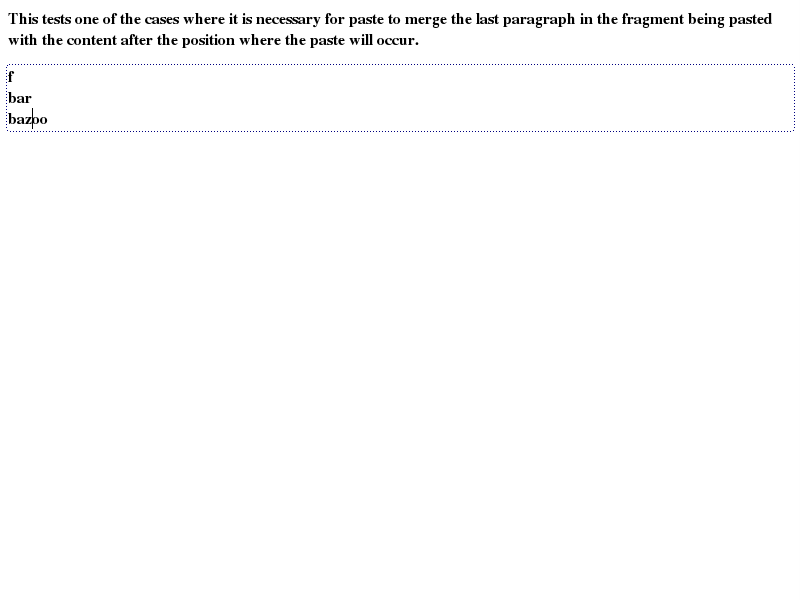 This tests one of the cases where it is necessary for paste to merge the last paragraph in the fragment being pasted
with the content after the position where the paste will occur.
f
bar
bazoo